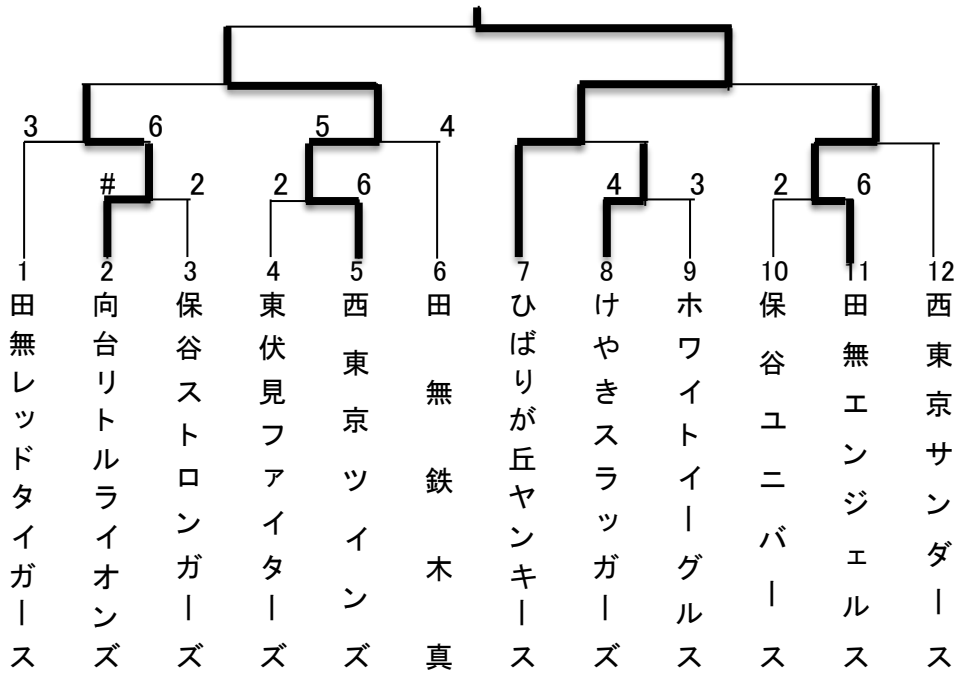 3 6 5 4
# 2 2 6 4 3 2 6
1 2 3 4 5 6 7 8 9 10 11 12
田無レッドタイガース
向台リトルライオンズ
保谷ストロンガーズ
東伏見ファイターズ
西東京ツインズ
田無鉄木真
ひばりが丘ヤンキース
けやきスラッガーズ
ホワイトイーグルス
保谷ユニバース
田無エンジェルス
西東京サンダース